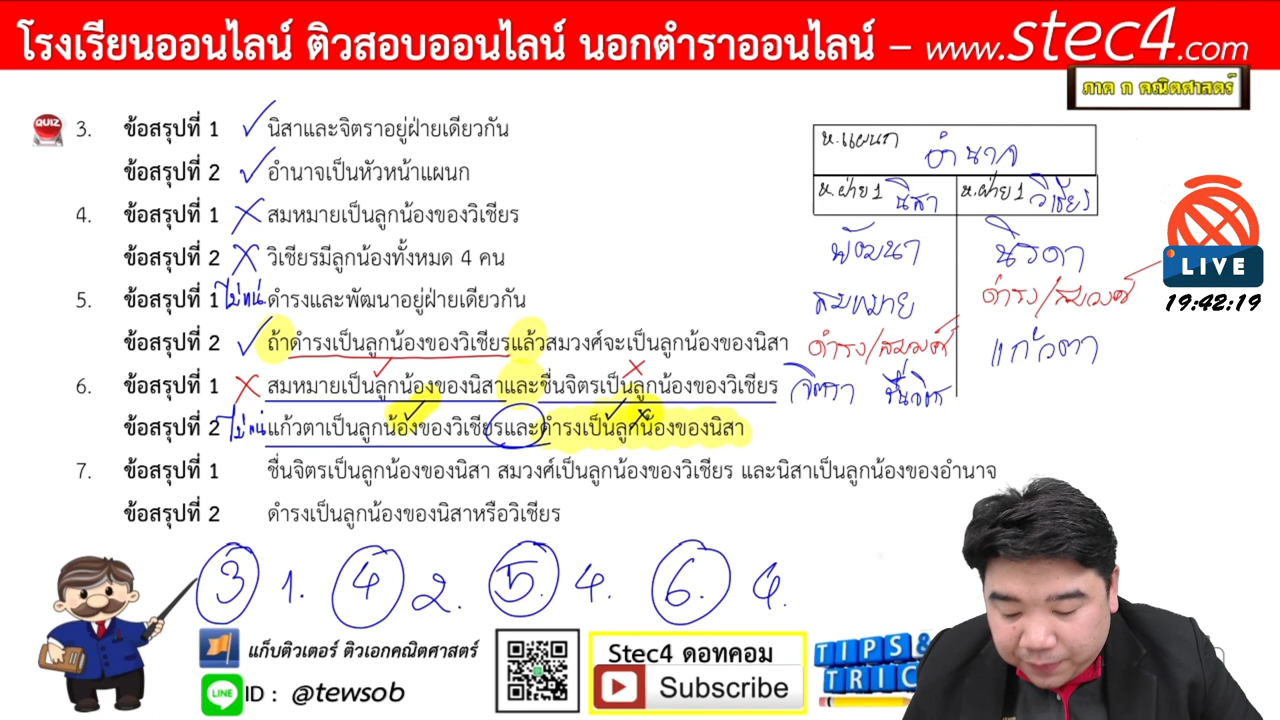 โรงเรียนออนไลน์ ติวสอบออนไลน์ นอกตำราออนไลน์ – www.stec4.com
ภาค ก คณิตศาสตร์
QUIZ
3. ข้อสรุปที่ 1 ✓ นิสาและจิตราอยู่ฝ่ายเดียวกัน
ข้อสรุปที่ 2 ✓ อำนาจเป็นหัวหน้าแผนก
4. ข้อสรุปที่ 1 ✗ สมหมายเป็นลูกน้องของวิเชียร
ข้อสรุปที่ 2 ✗ วิเชียรมีลูกน้องทั้งหมด 4 คน
5. ข้อสรุปที่ 1 ไม่แน่ ดำรงและพัฒนาอยู่ฝ่ายเดียวกัน
ข้อสรุปที่ 2 ✓ ถ้าดำรงเป็นลูกน้องของวิเชียรแล้วสมวงศ์จะเป็นลูกน้องของนิสา
6. ข้อสรุปที่ 1 ✗ สมหมายเป็นลูกน้องของนิสาและชื่นจิตรเป็นลูกน้องของวิเชียร
ข้อสรุปที่ 2 ไม่แน่ แก้วตาเป็นลูกน้องของวิเชียรและดำรงเป็นลูกน้องของนิสา
7. ข้อสรุปที่ 1 ชื่นจิตรเป็นลูกน้องของนิสา สมวงศ์เป็นลูกน้องของวิเชียร และนิสาเป็นลูกน้องของอำนาจ
ข้อสรุปที่ 2 ดำรงเป็นลูกน้องของนิสาหรือวิเชียร
ห.แผนก อำนาจ
ห.ฝ่าย 1 นิสา ห.ฝ่าย 1 วิเชียร
พัฒนา นิรดา
สมหมาย ดำรง/สมวงศ์
ดำรง/สมวงศ์ แก้วตา
จิตรา ชื่นจิตร
LIVE
19:42:19
3 1. 4 2. 5. 4. 6. 4.
แก็บติวเตอร์ ติวเอกคณิตศาสตร์
LINE ID : @tewsob
Stec4 ดอทคอม
Subscribe
TIPS &
TRIC